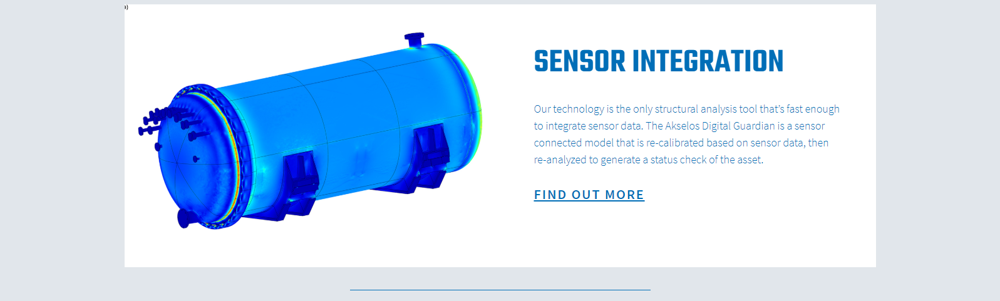 a)
SENSOR INTEGRATION
Our technology is the only structural analysis tool that’s fast enough
to integrate sensor data. The Akselos Digital Guardian is a sensor
connected model that is re-calibrated based on sensor data, then
re-analyzed to generate a status check of the asset.
FIND OUT MORE